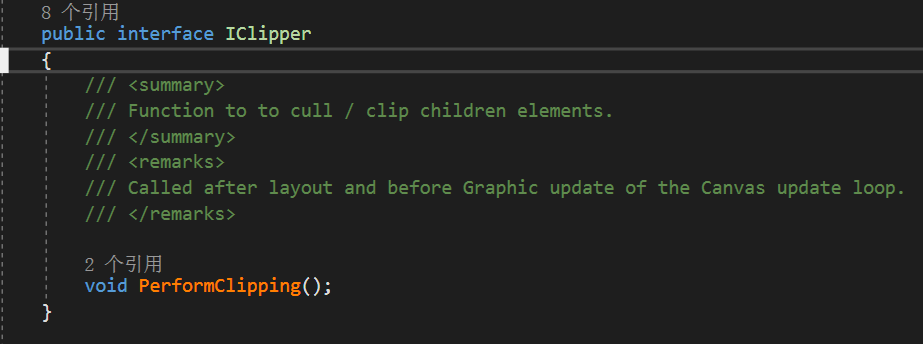 8 个引用
public interface IClipper
{
/// <summary>
/// Function to to cull / clip children elements.
/// </summary>
/// <remarks>
/// Called after layout and before Graphic update of the Canvas update loop.
/// </remarks>
2 个引用
void PerformClipping();
}